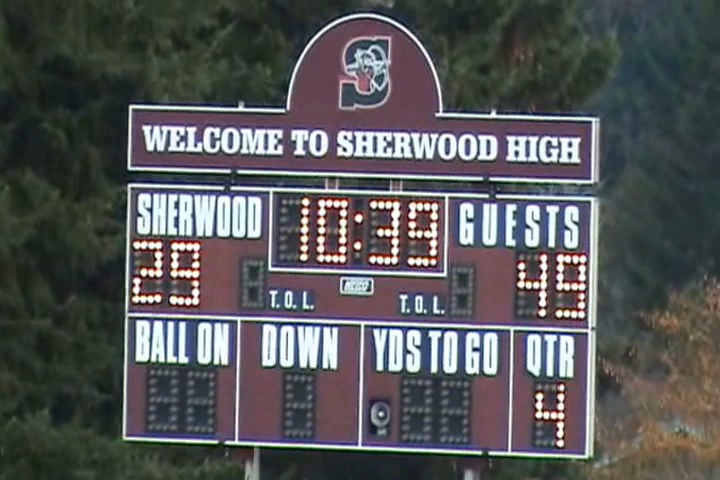 S
WELCOME TO SHERWOOD HIGH
SHERWOOD 10:39 GUESTS
29 49
T.O.L. T.O.L.
BALL ON DOWN YDS TO GO QTR
4